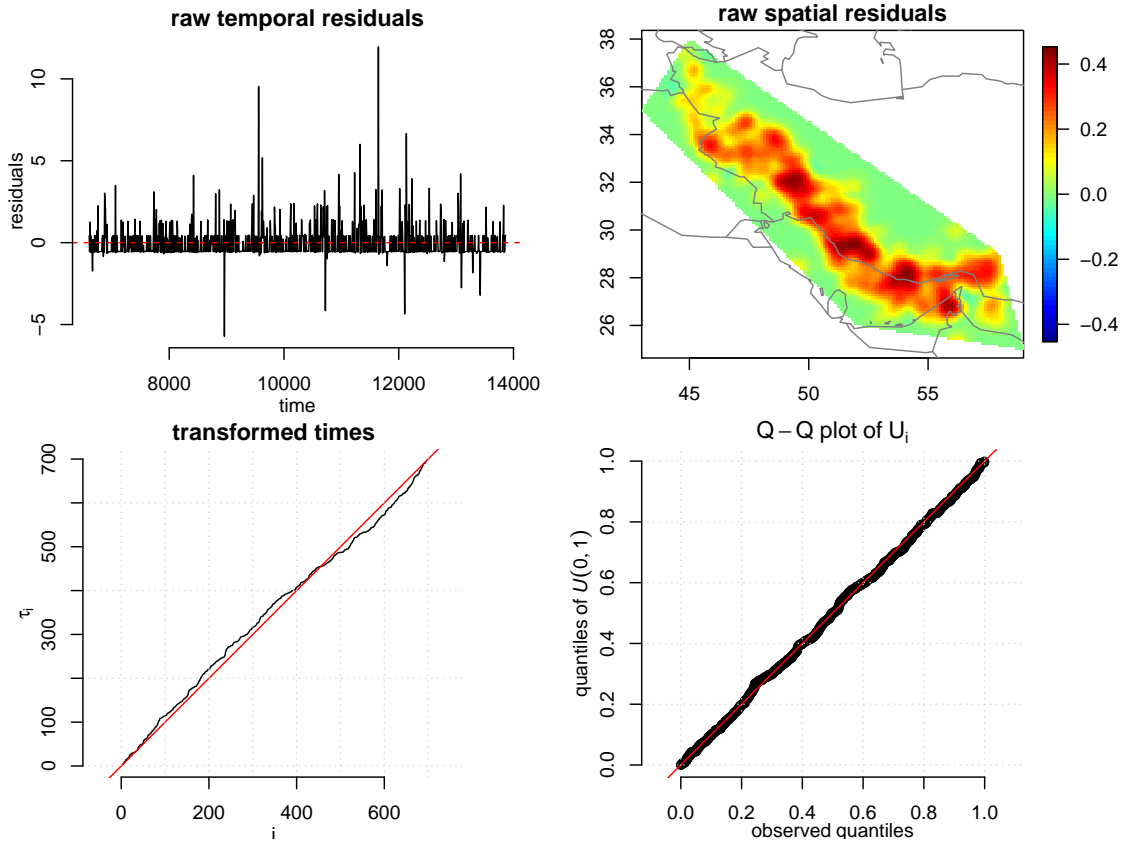 raw temporal residuals
residuals
10
5
0
−5
8000 10000 12000 14000
time
raw spatial residuals
38
36
34
32
30
28
26
45 50 55
0.4
0.2
0.0
−0.2
−0.4
transformed times
τi
700
500
300
100
0
0 200 400 600
i
Q − Q plot of Ui
quantiles of U(0, 1)
1.0
0.8
0.6
0.4
0.2
0.0
0.0 0.2 0.4 0.6 0.8 1.0
observed quantiles